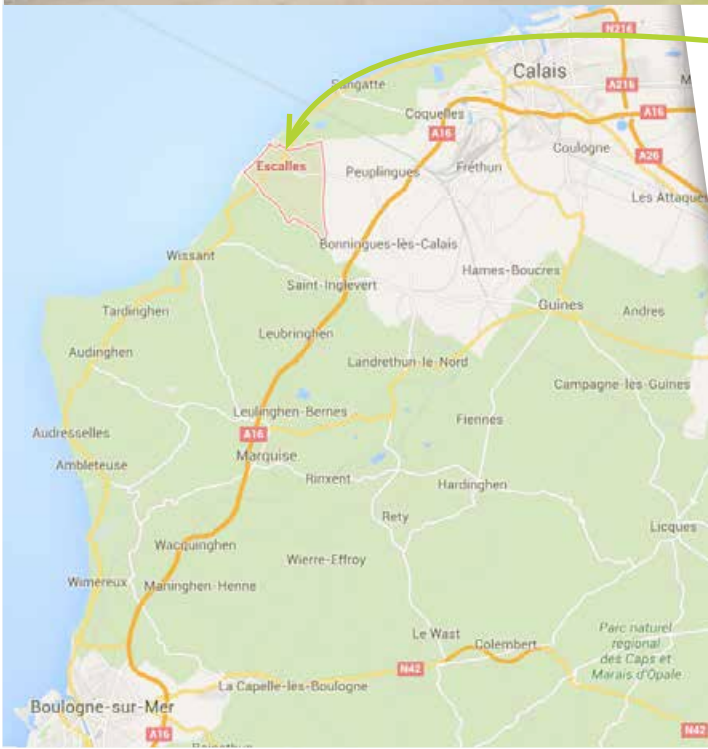 N216
Calais
Sangatte
A216
Coquelles
A16
A16
Coulogne
A26
Escalles
Peuplingues
Fréthun
Les Attaques
Bonningues-lès-Calais
Wissant
Hames-Boucres
Saint-Inglevert
Guînes
Andres
Tardinghen
Leubringhen
Audinghen
Landrethun-le-Nord
Campagne-lès-Guines
Leulinghen-Bernes
Fiennes
Audresselles
A16
Marquise
Ambleteuse
Rinxent
Hardinghen
Rety
Licques
Wacquinghen
Wierre-Effroy
Wimereux
Maninghen-Henne
Le Wast
Colembert
Parc naturel
régional
des Caps et
Marais d'Opale
N42
La Capelle-lès-Boulogne
Boulogne-sur-Mer
A16
N42